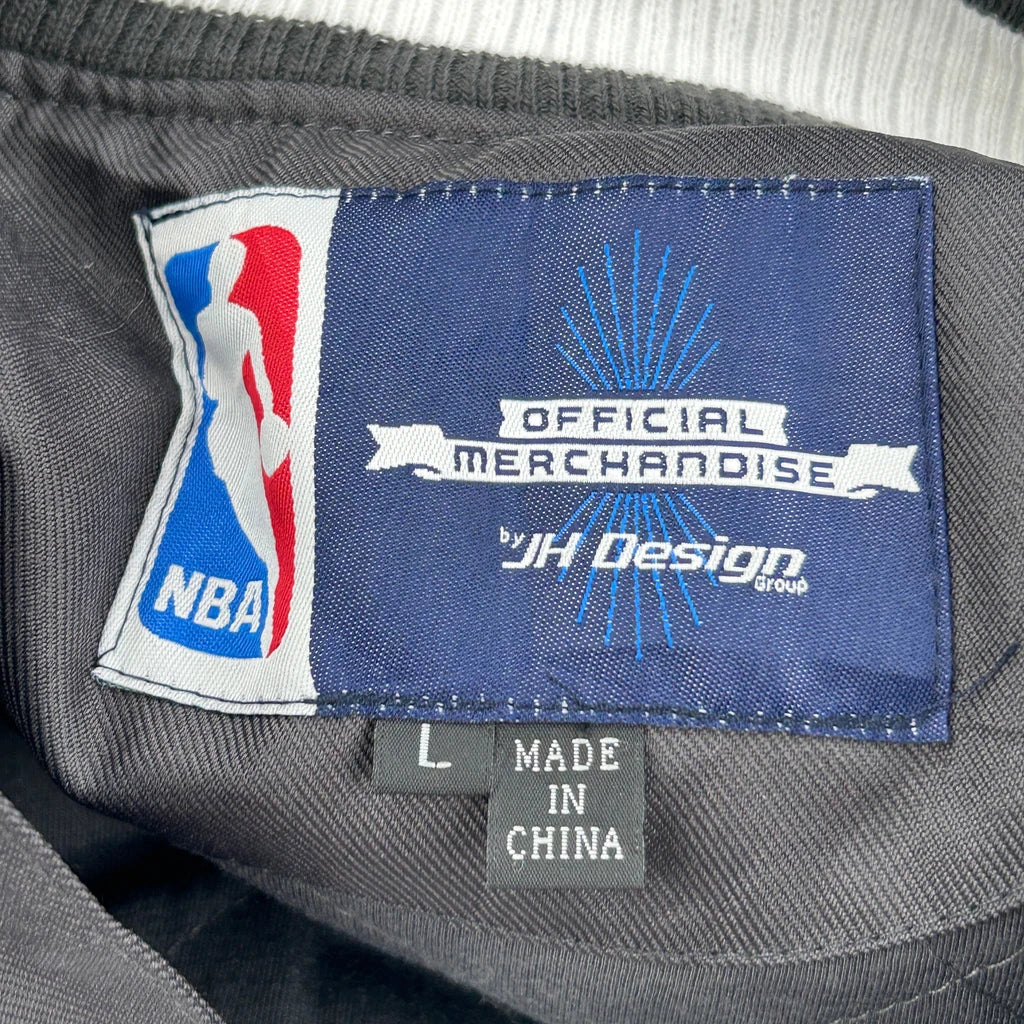 NBA
OFFICIAL
MERCHANDISE
by JH Design
Group
L
MADE
IN
CHINA